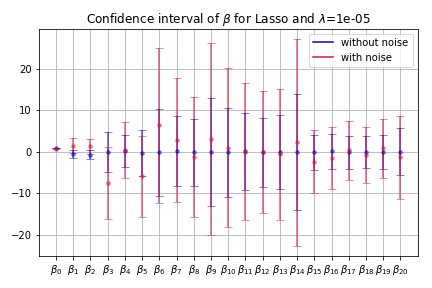 Confidence interval of β for Lasso and λ=1e-05
without noise
with noise
20
10
0
−10
−20
β₀ β₁ β₂ β₃ β₄ β₅ β₆ β₇ β₈ β₉ β₁₀ β₁₁ β₁₂ β₁₃ β₁₄ β₁₅ β₁₆ β₁₇ β₁₈ β₁₉ β₂₀